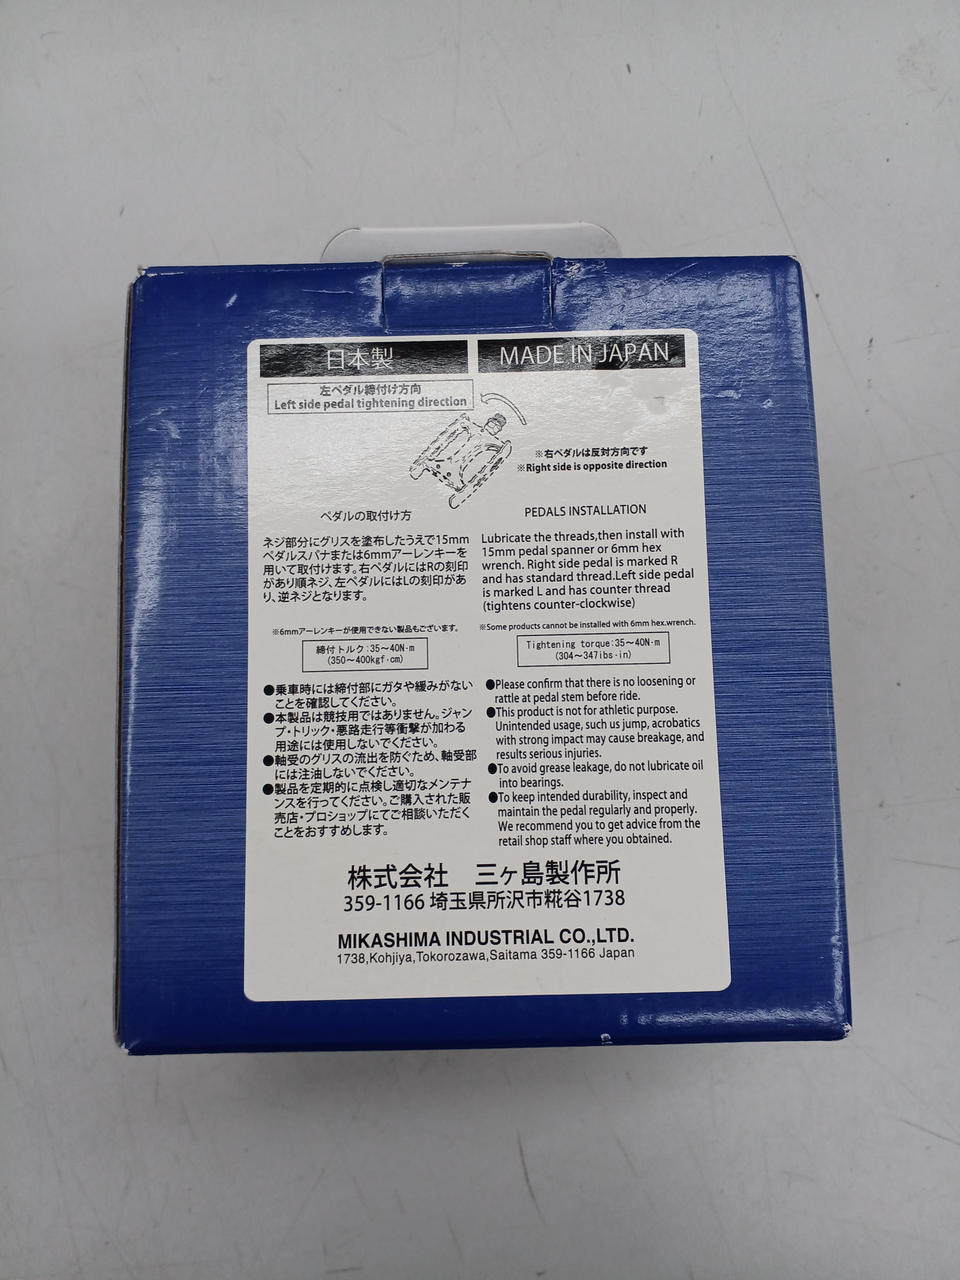 日本製
MADE IN JAPAN
左ペダル締付け方向
Left side pedal tightening direction
※右ペダルは反対方向です
※Right side is opposite direction
ペダルの取付け方
ネジ部分にグリスを塗布したうえで15mm
ペダルスパナまたは6mmアーレンキーを
用いて取付けます。右ペダルにはRの刻印
があり順ネジ、左ペダルにはLの刻印があ
り、逆ネジとなります。
※6mmアーレンキーが使用できない製品もございます。
締付トルク:35～40N・m
(350～400kgf・cm)
●乗車時には締付部にガタや緩みがない
ことを確認してください。
●本製品は競技用ではありません。ジャン
プ・トリック・悪路走行等衝撃が加わる
用途には使用しないでください。
●軸受のグリスの流出を防ぐため、軸受部
には注油しないでください。
●製品を定期的に点検し適切なメンテナ
ンスを行ってください。ご購入された販
売店・プロショップにてご相談いただく
ことをおすすめします。
PEDALS INSTALLATION
Lubricate the threads,then install with
15mm pedal spanner or 6mm hex
wrench. Right side pedal is marked R
and has standard thread.Left side pedal
is marked L and has counter thread
(tightens counter-clockwise)
※Some products cannot be installed with 6mm hex.wrench.
Tightening torque:35～40N・m
(304～347lbs・in)
●Please confirm that there is no loosening or
rattle at pedal stem before ride.
●This product is not for athletic purpose.
Unintended usage, such us jump, acrobatics
with strong impact may cause breakage, and
results serious injuries.
●To avoid grease leakage, do not lubricate oil
into bearings.
●To keep intended durability, inspect and
maintain the pedal regularly and properly.
We recommend you to get advice from the
retail shop staff where you obtained.
株式会社 三ヶ島製作所
359-1166 埼玉県所沢市糀谷1738
MIKASHIMA INDUSTRIAL CO.,LTD.
1738,Kohjiya,Tokorozawa,Saitama 359-1166 Japan